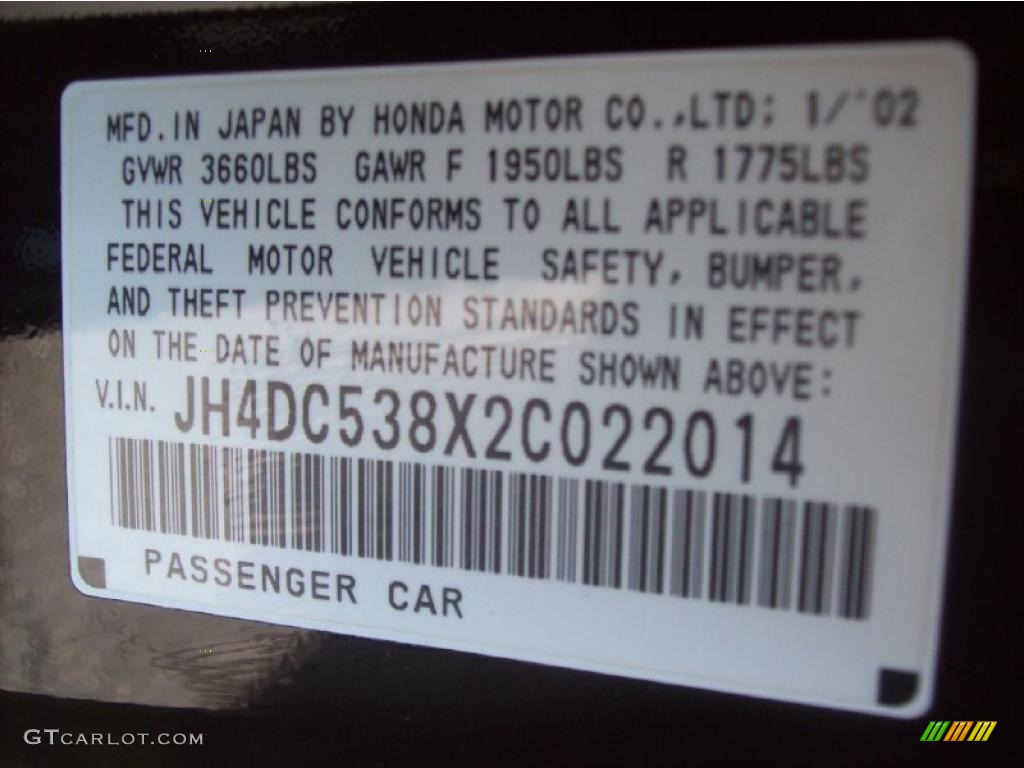 MFD. IN JAPAN BY HONDA MOTOR CO.,LTD: 1/'02
GVWR 3660LBS GAWR F 1950LBS R 1775LBS
THIS VEHICLE CONFORMS TO ALL APPLICABLE
FEDERAL MOTOR VEHICLE SAFETY, BUMPER,
AND THEFT PREVENTION STANDARDS IN EFFECT
ON THE DATE OF MANUFACTURE SHOWN ABOVE:
V.I.N. JH4DC538X2C022014
PASSENGER CAR
GTCARLOT.COM